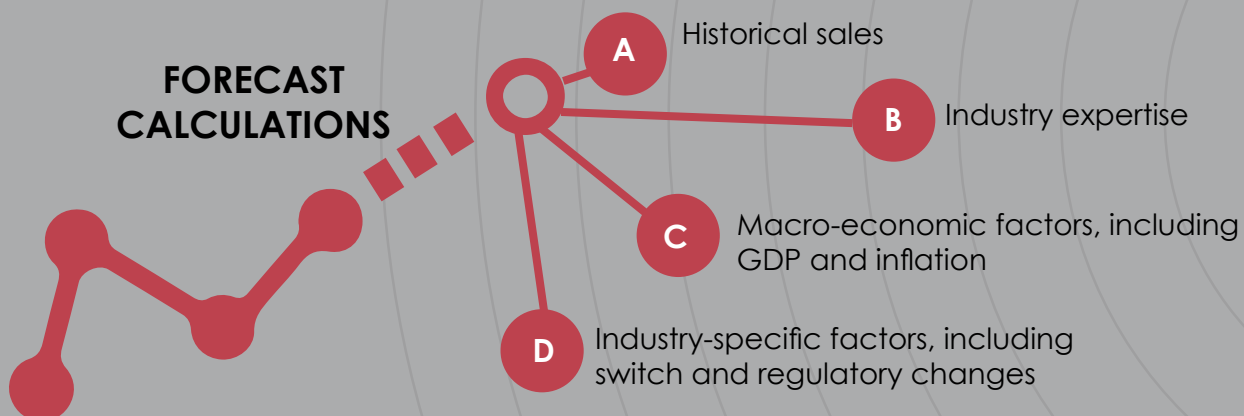 FORECAST
CALCULATIONS
A
Historical sales
B
Industry expertise
C
Macro-economic factors, including
GDP and inflation
D
Industry-specific factors, including
switch and regulatory changes